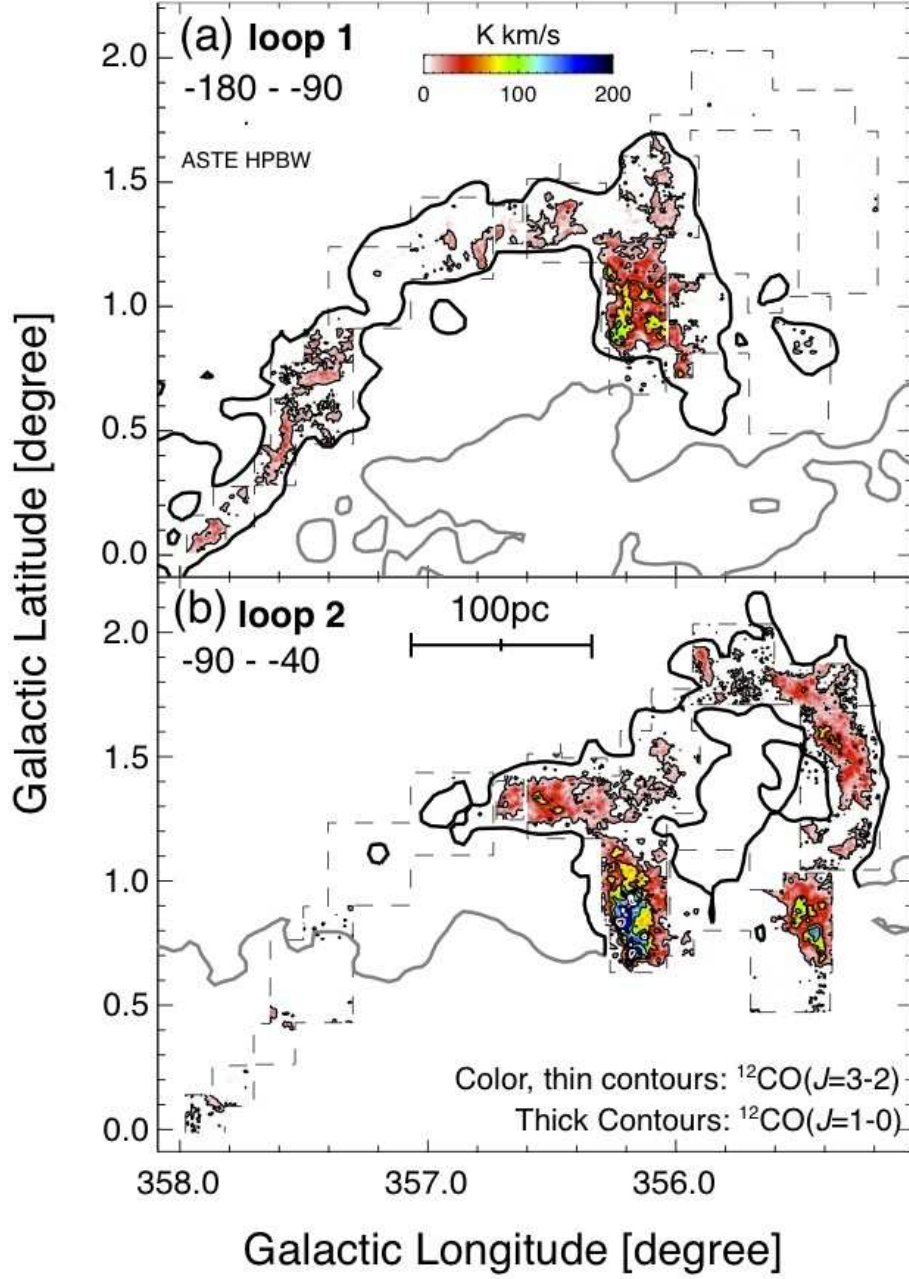 (a) loop 1
K km/s
-180 - -90
0 100 200
ASTE HPBW
2.0
1.5
1.0
0.5
0.0
(b) loop 2
100pc
-90 - -40
2.0
1.5
1.0
0.5
0.0
Color, thin contours: ¹²CO(J=3-2)
Thick Contours: ¹²CO(J=1-0)
358.0 357.0 356.0
Galactic Latitude [degree]
Galactic Latitude [degree]
Galactic Longitude [degree]